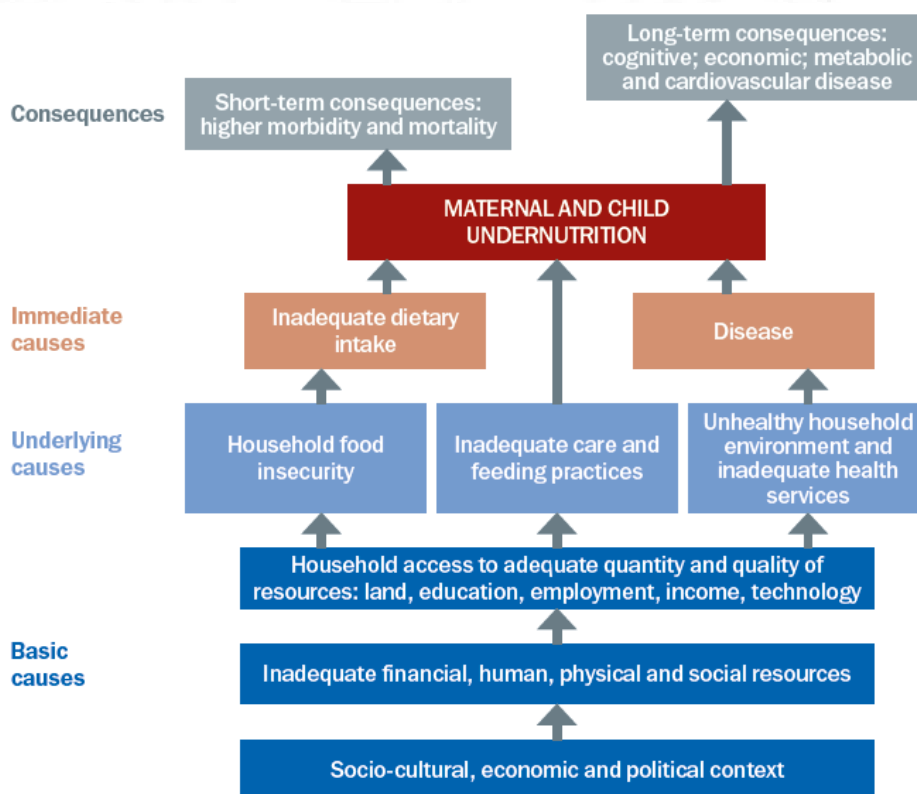 Long-term consequences:
cognitive; economic; metabolic
and cardiovascular disease
Consequences
Short-term consequences:
higher morbidity and mortality
MATERNAL AND CHILD
UNDERNUTRITION
Immediate
causes
Inadequate dietary
intake
Disease
Underlying
causes
Household food
insecurity
Inadequate care and
feeding practices
Unhealthy household
environment and
inadequate health
services
Household access to adequate quantity and quality of
resources: land, education, employment, income, technology
Basic
causes
Inadequate financial, human, physical and social resources
Socio-cultural, economic and political context